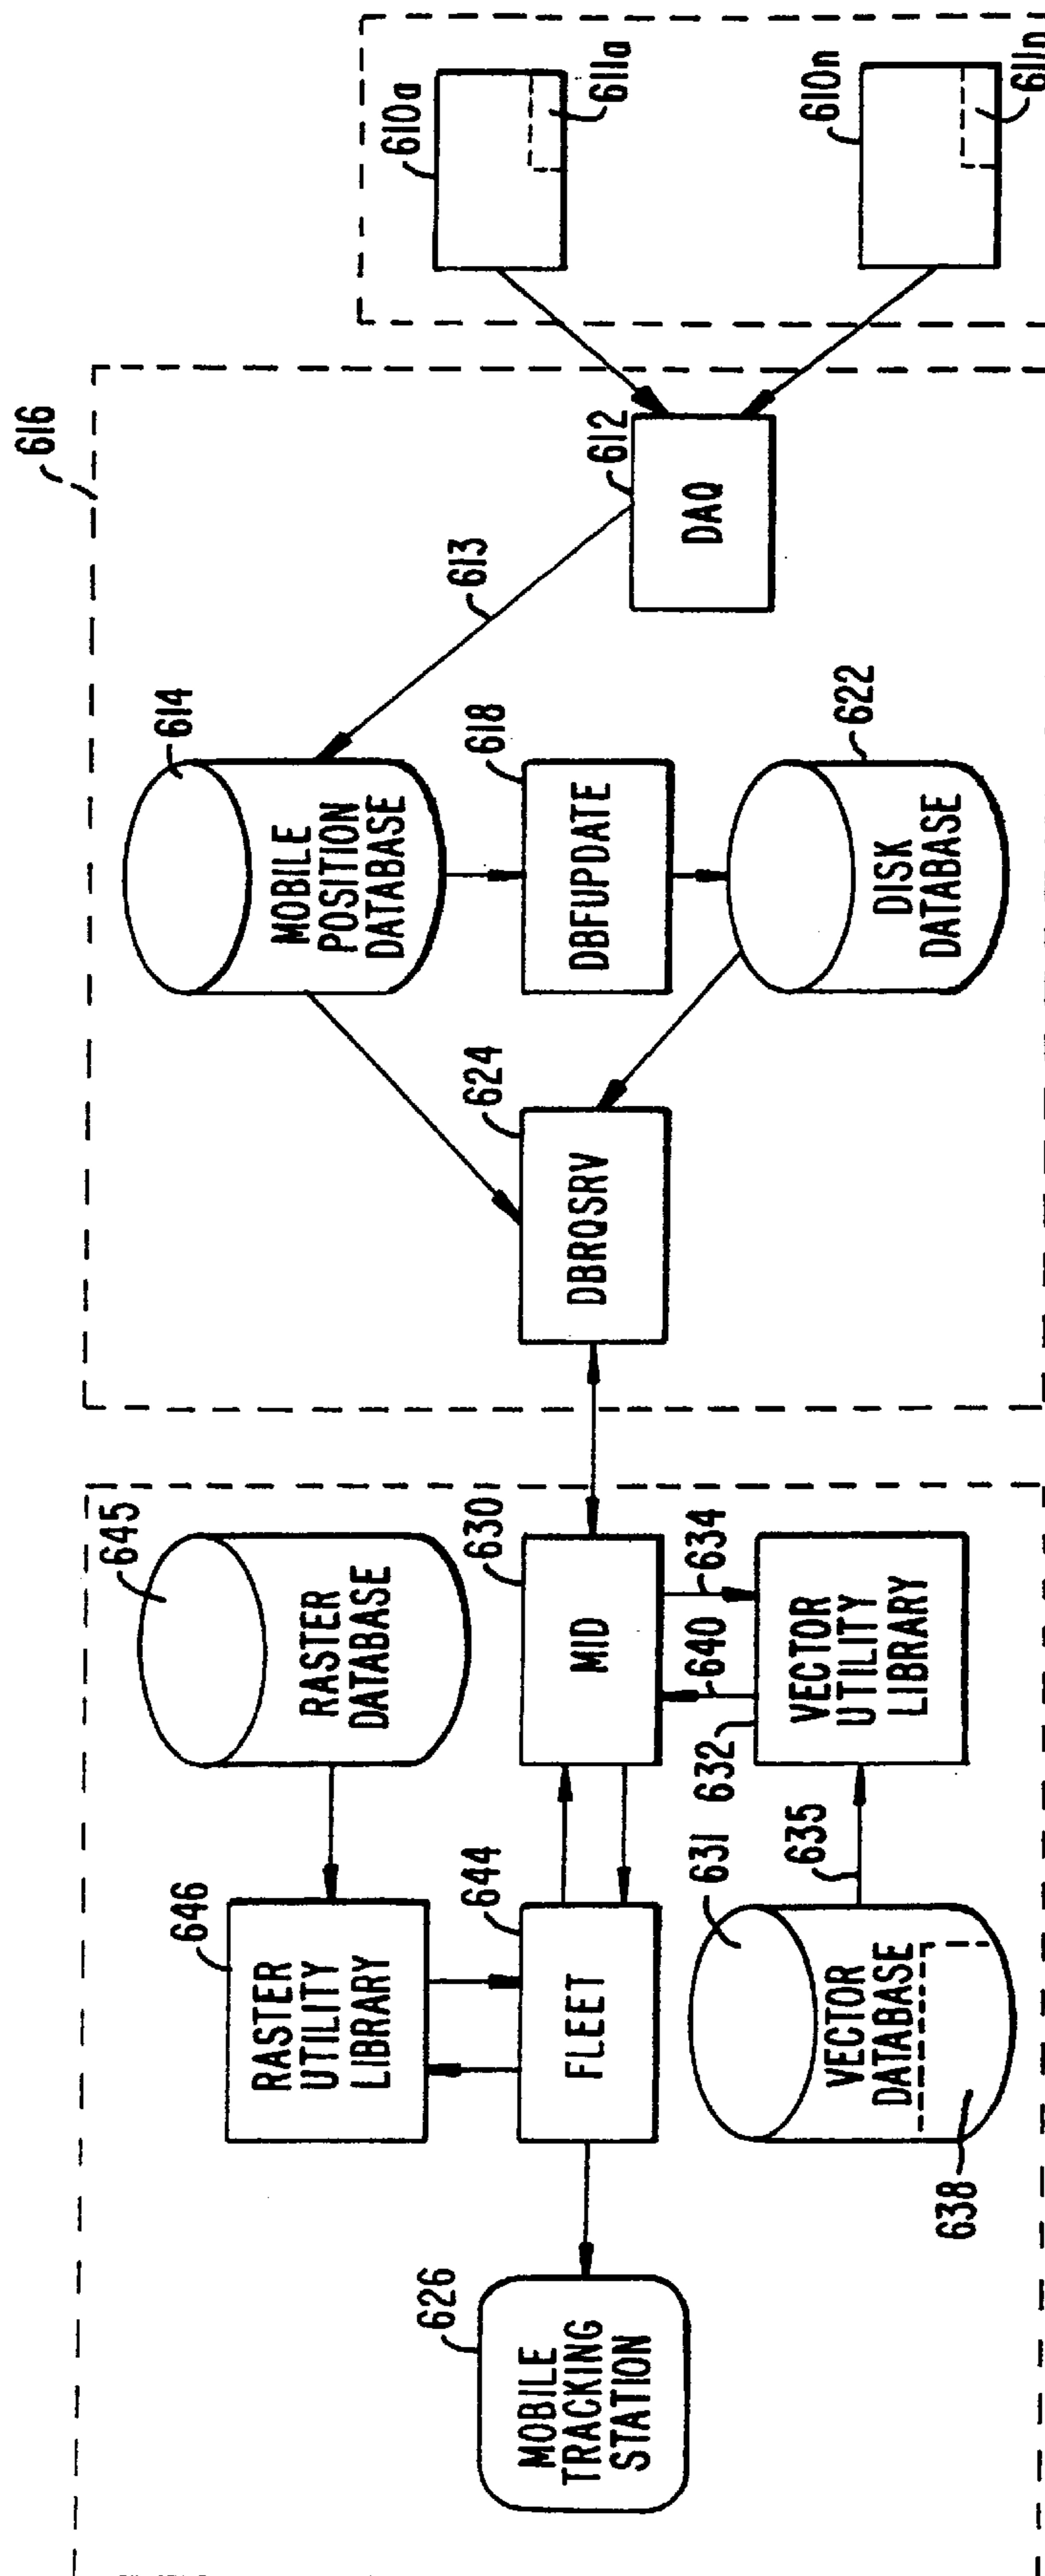 616
610a
611a
610n
611n
612
DAQ
613
614
MOBILE
POSITION
DATABASE
618
DBFUPDATE
622
DISK
DATABASE
624
DBRQSRV
645
RASTER
DATABASE
630
MID
634
640
632
VECTOR
UTILITY
LIBRARY
646
RASTER
UTILITY
LIBRARY
644
FLEET
631
635
VECTOR
DATABASE
638
626
MOBILE
TRACKING
STATION